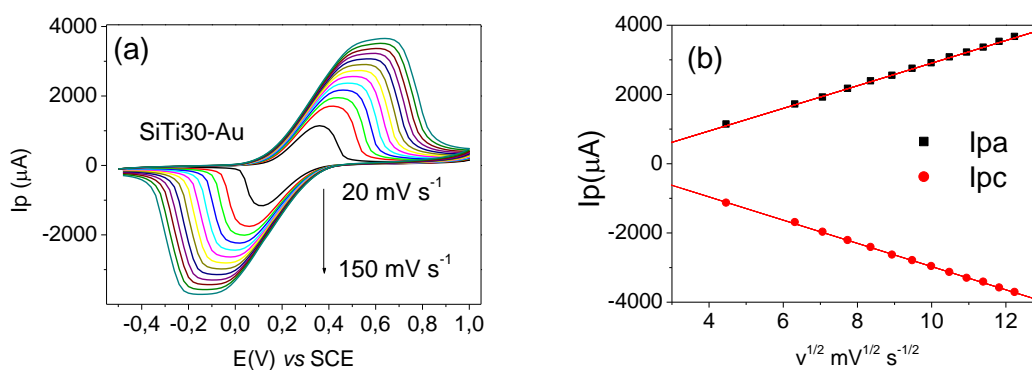 (a)
SiTi30-Au
20 mV s⁻¹
150 mV s⁻¹
4000
2000
0
-2000
Ip (μA)
-0,4 -0,2 0,0 0,2 0,4 0,6 0,8 1,0
E(V) vs SCE
(b)
Ipa
Ipc
4000
2000
0
-2000
-4000
Ip(μA)
4 6 8 10 12
v¹/² mV¹/² s⁻¹/²